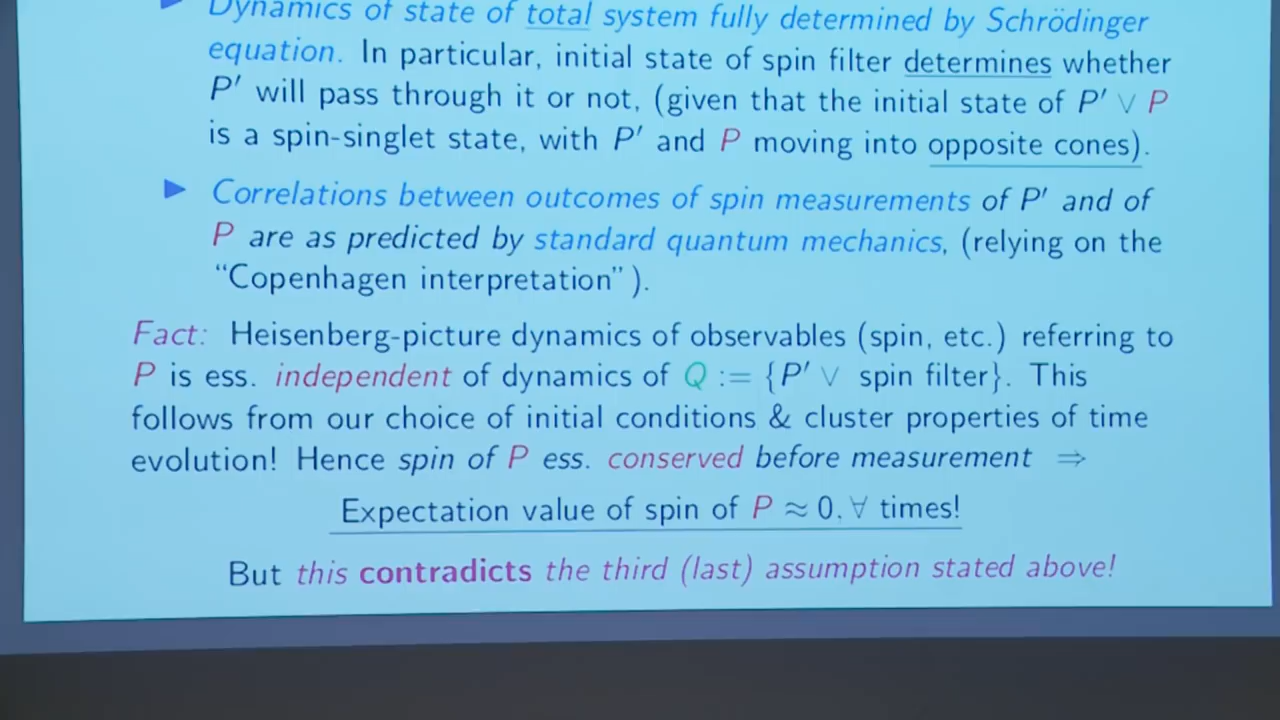 ▶ Dynamics of state of total system fully determined by Schrödinger
equation. In particular, initial state of spin filter determines whether
P′ will pass through it or not, (given that the initial state of P′ ∨ P
is a spin-singlet state, with P′ and P moving into opposite cones).
▶ Correlations between outcomes of spin measurements of P′ and of
P are as predicted by standard quantum mechanics, (relying on the
“Copenhagen interpretation”).
Fact: Heisenberg-picture dynamics of observables (spin, etc.) referring to
P is ess. independent of dynamics of Q := {P′ ∨ spin filter}. This
follows from our choice of initial conditions & cluster properties of time
evolution! Hence spin of P ess. conserved before measurement ⇒
Expectation value of spin of P ≈ 0, ∀ times!
But this contradicts the third (last) assumption stated above!